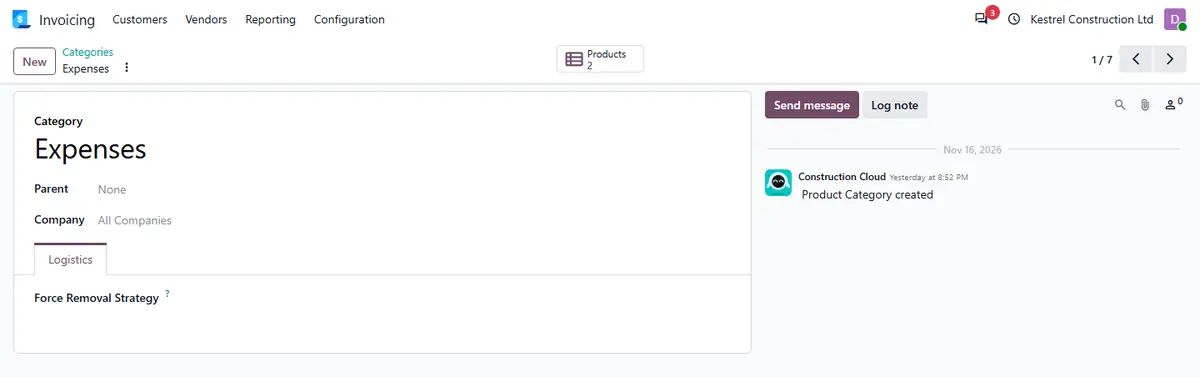 Invoicing Customers Vendors Reporting Configuration 3 Kestrel Construction Ltd D
New
Categories
Expenses
Products
2
1 / 7
Category
Expenses
Parent None
Company All Companies
Logistics
Force Removal Strategy ?
Send message Log note 0
Nov 16, 2026
Construction Cloud Yesterday at 8:52 PM
Product Category created